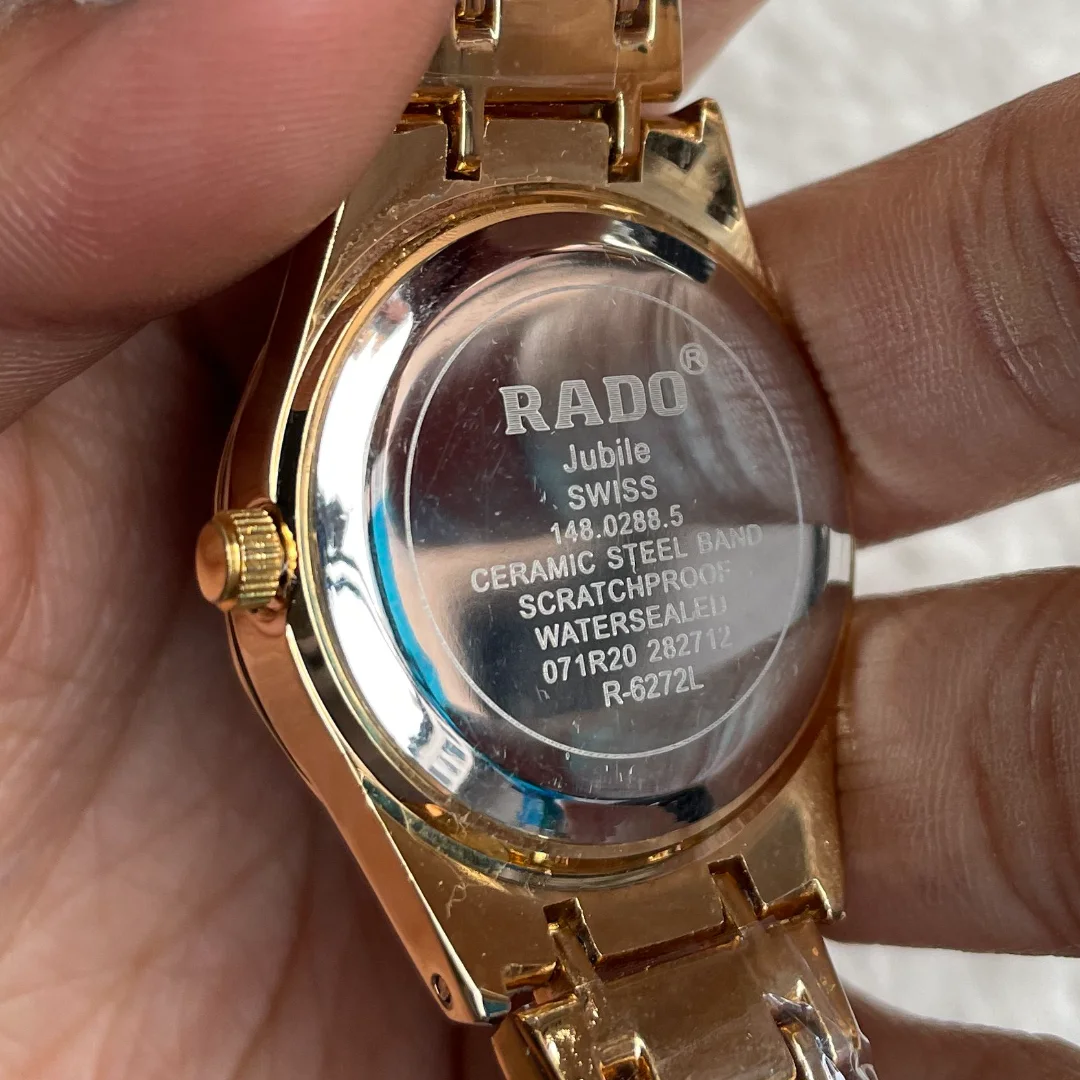 RADO®
Jubile
SWISS
148.0288.5
CERAMIC STEEL BAND
SCRATCHPROOF
WATERSEALED
071R20 282712
R-6272L